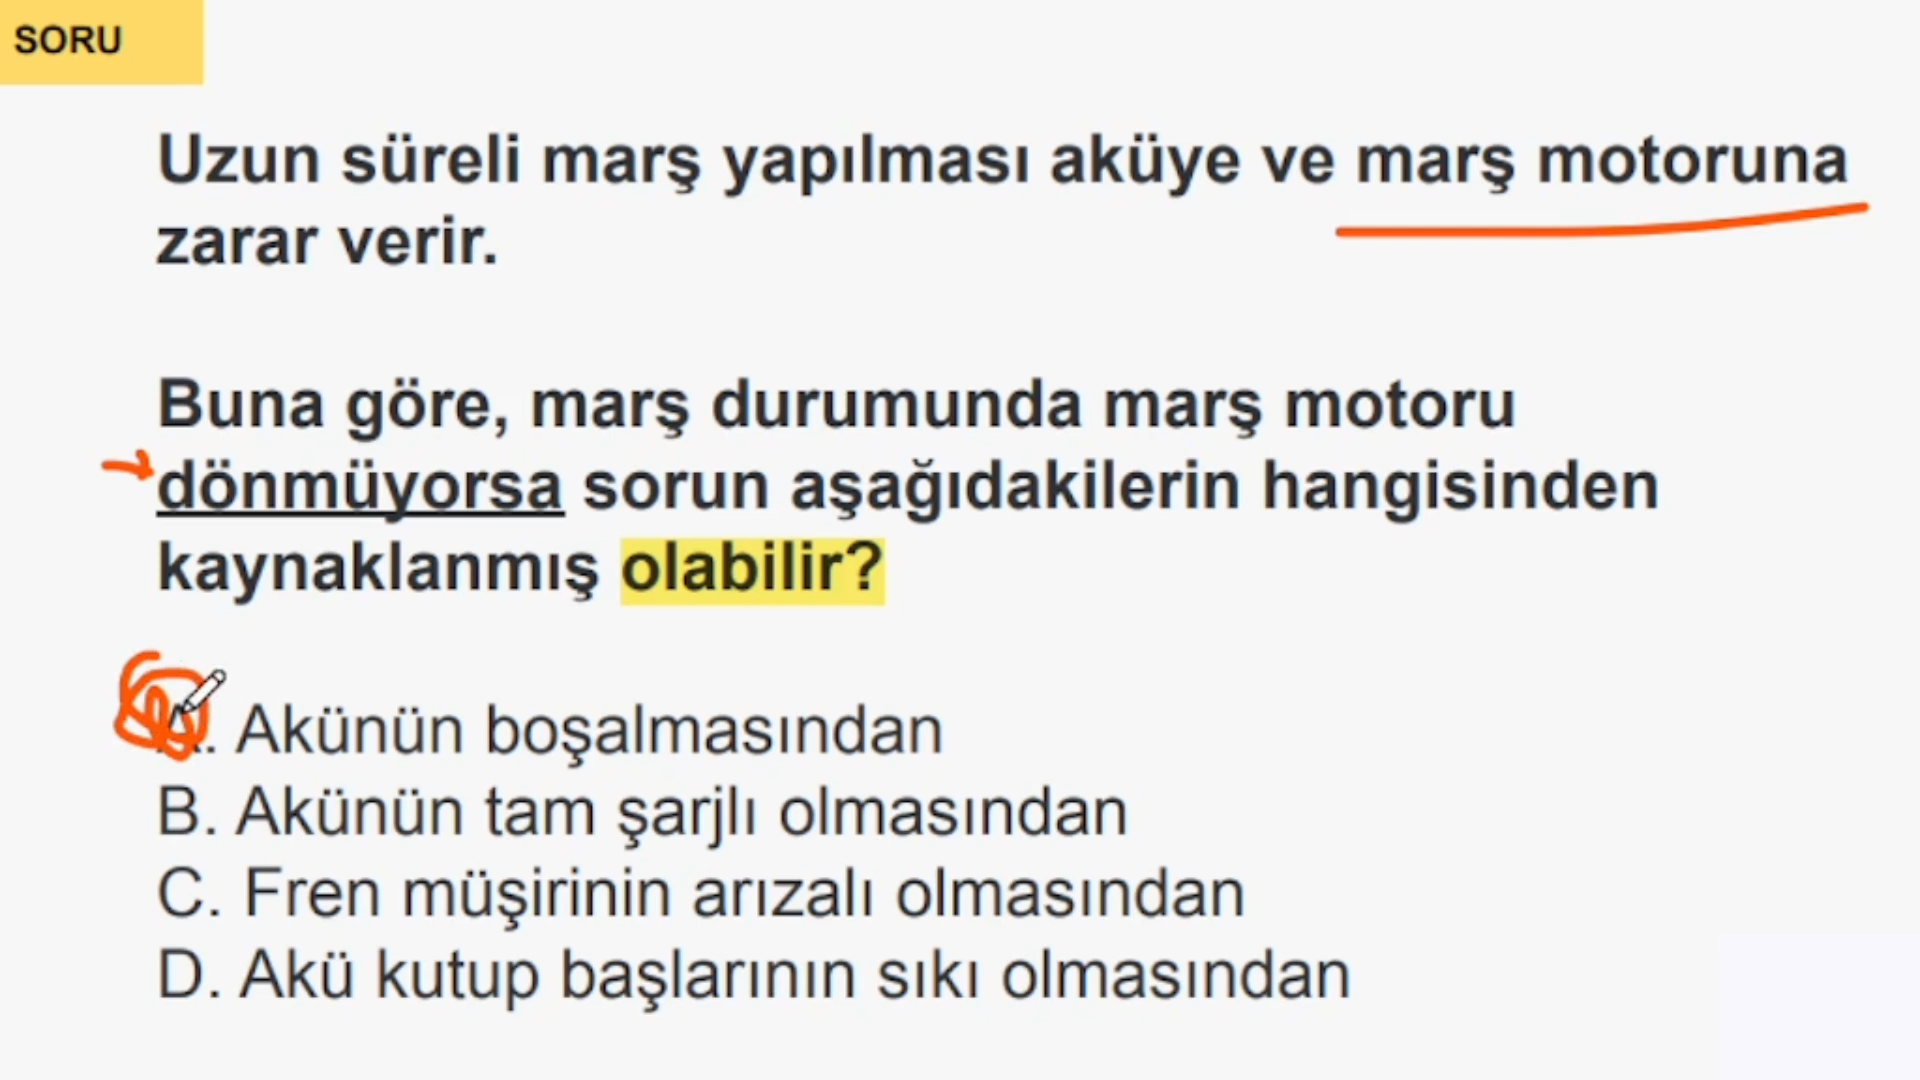 SORU
Uzun süreli marş yapılması aküye ve marş motoruna
zarar verir.
Buna göre, marş durumunda marş motoru
dönmüyorsa sorun aşağıdakilerin hangisinden
kaynaklanmış olabilir?
A. Akünün boşalmasından
B. Akünün tam şarjlı olmasından
C. Fren müşirinin arızalı olmasından
D. Akü kutup başlarının sıkı olmasından